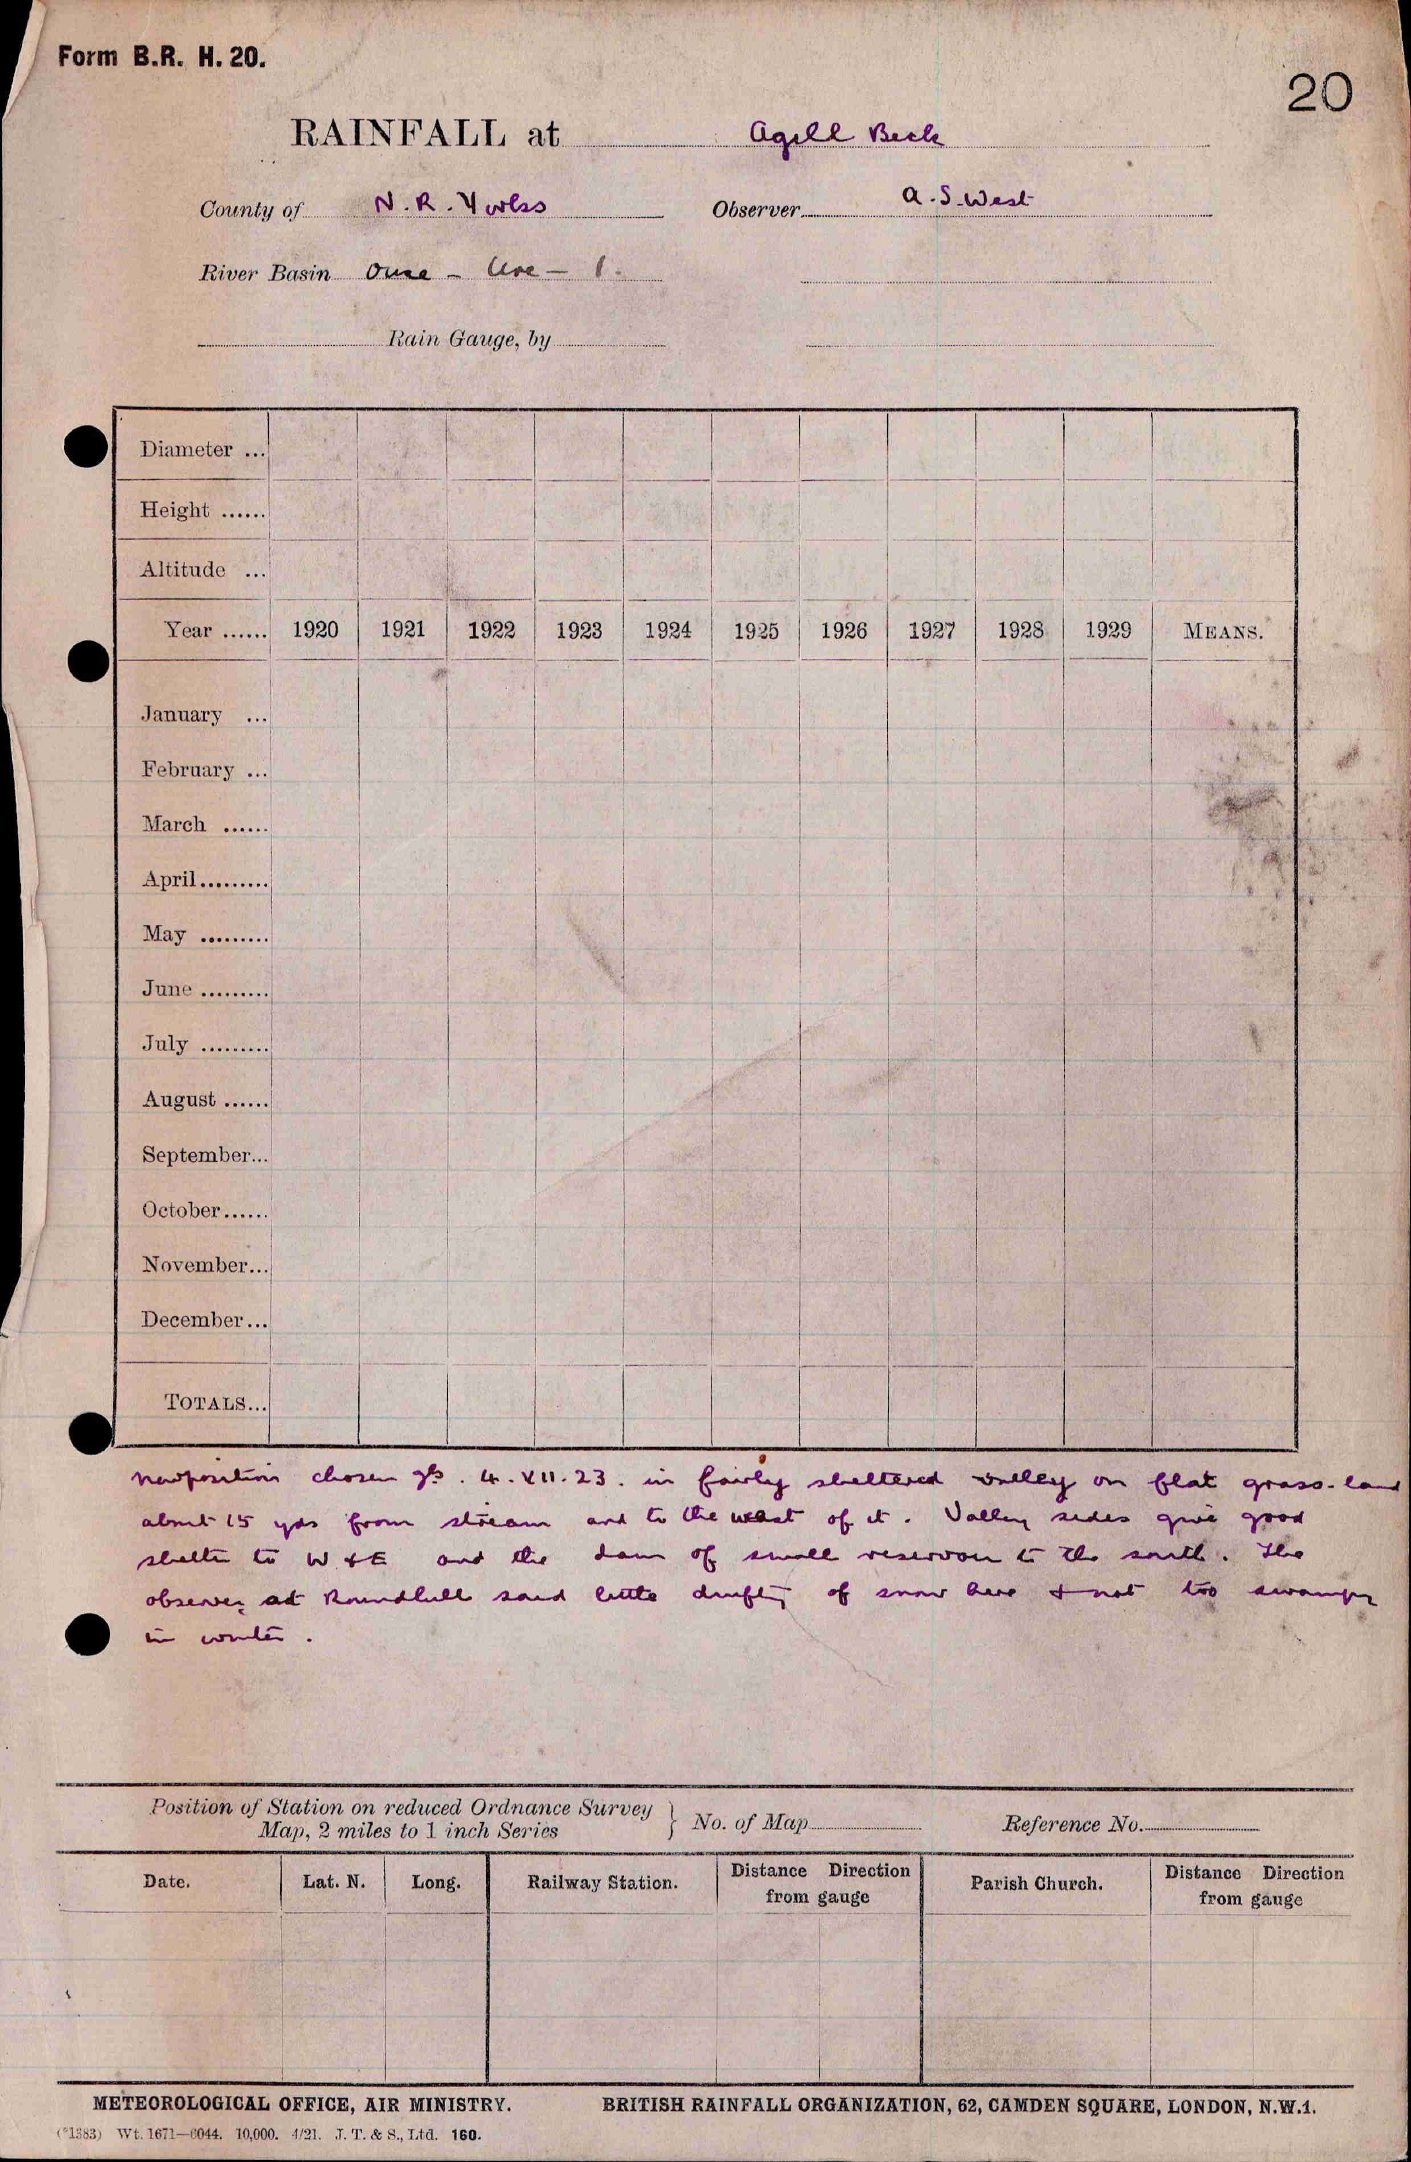 Form B.R. H. 20.
20
RAINFALL at Agill Beck
County of N. R. Yorks Observer A. S. West
River Basin Ouse - Ure - 1.
Rain Gauge, by
Diameter ...
Height ......
Altitude ...
Year ...... 1920 1921 1922 1923 1924 1925 1926 1927 1928 1929 MEANS.
January ...
February ...
March ......
April.........
May .........
June .........
July .........
August ......
September...
October......
November...
December...
TOTALS...
New position chosen 4.VII.23. in fairly sheltered valley on flat grass-land
about 15 yds from stream and to the west of it. Valley sides give good
shelter to W & E and the dam of small reservoir to the south. The
observer at Roundhill said little drifting of snow here & not too swampy
in winter.
Position of Station on reduced Ordnance Survey
Map, 2 miles to 1 inch Series } No. of Map Reference No.
Date. Lat. N. Long. Railway Station. Distance Direction from gauge Parish Church. Distance Direction from gauge
METEOROLOGICAL OFFICE, AIR MINISTRY. BRITISH RAINFALL ORGANIZATION, 62, CAMDEN SQUARE, LONDON, N.W.1.
(*1383) Wt. 1671—6044. 10,000. 4/21. J. T. & S., Ltd. 160.